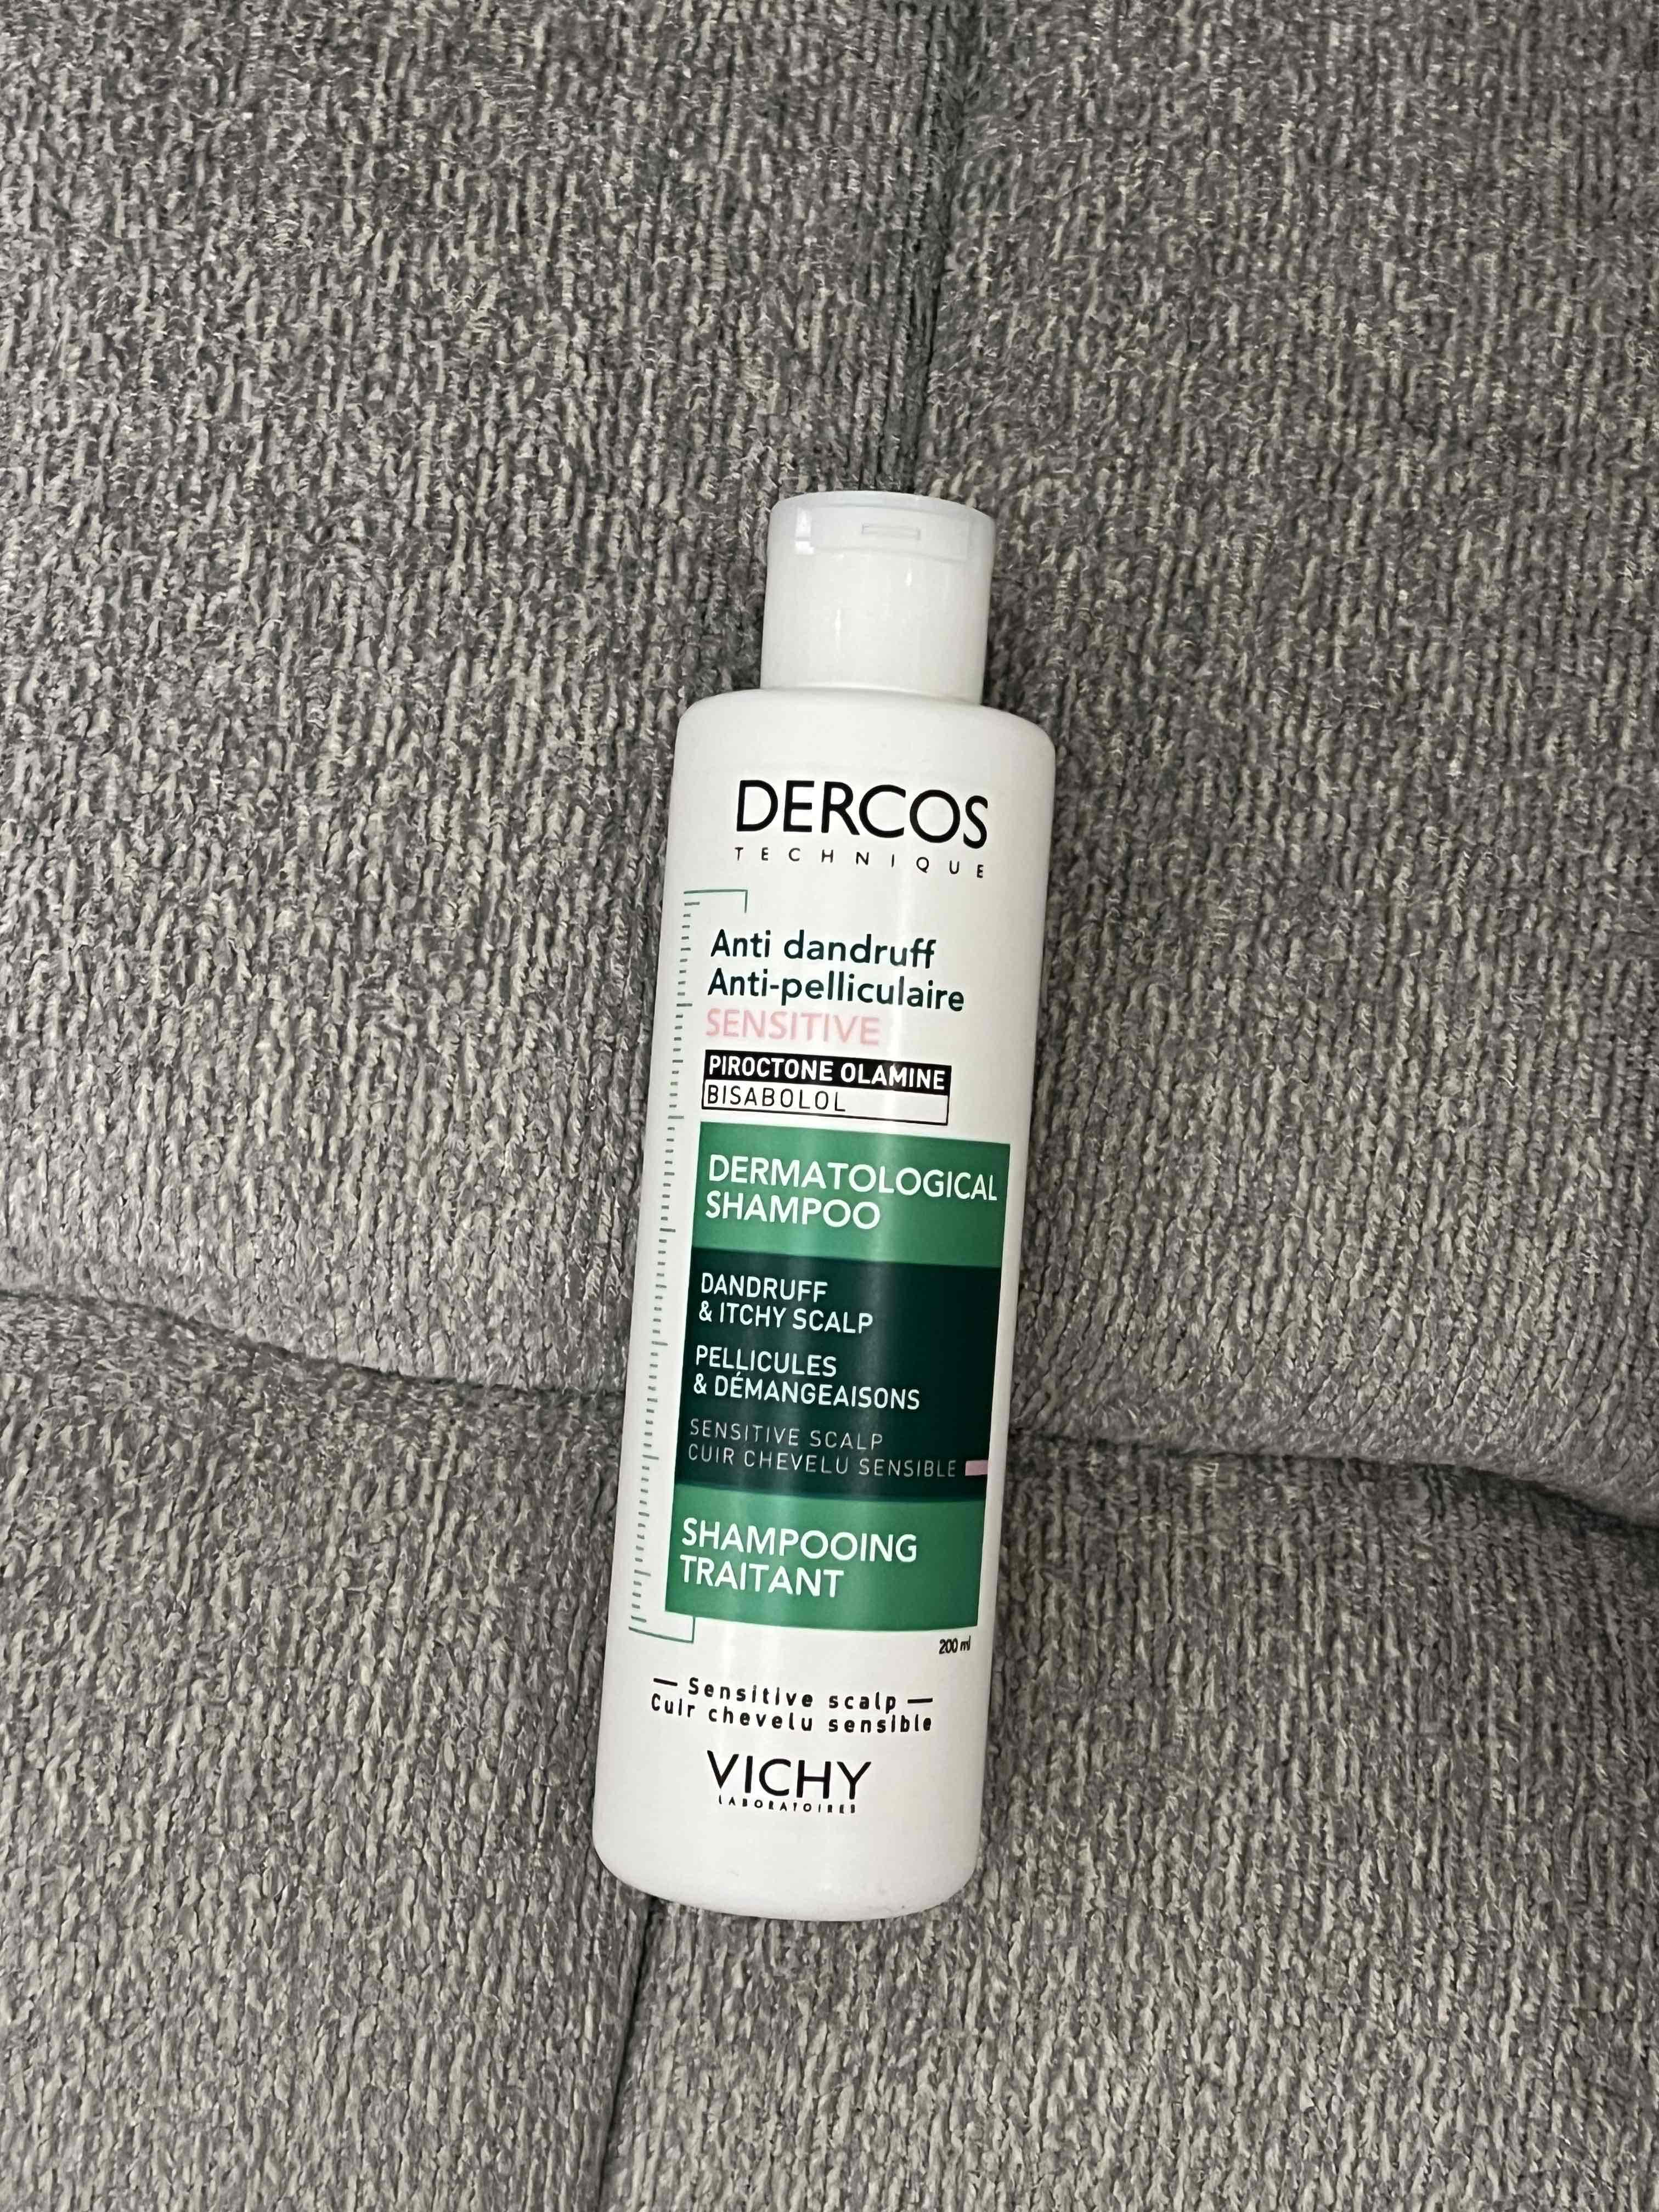 DERCOS
TECHNIQUE
Anti dandruff
Anti-pelliculaire
SENSITIVE
PIROCTONE OLAMINE
BISABOLOL
DERMATOLOGICAL
SHAMPOO
DANDRUFF
& ITCHY SCALP
PELLICULES
& DÉMANGEAISONS
SENSITIVE SCALP
CUIR CHEVELU SENSIBLE
SHAMPOOING
TRAITANT
200 ml
Sensitive scalp
Cuir chevelu sensible
VICHY
LABORATOIRES